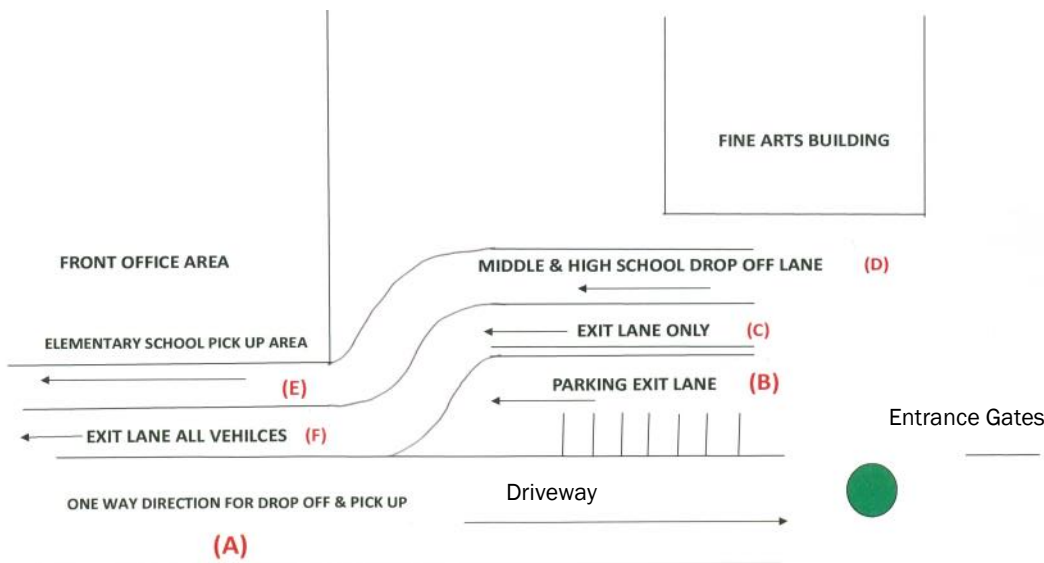 FINE ARTS BUILDING
FRONT OFFICE AREA
MIDDLE & HIGH SCHOOL DROP OFF LANE (D)
EXIT LANE ONLY (C)
ELEMENTARY SCHOOL PICK UP AREA
(E)
PARKING EXIT LANE (B)
Entrance Gates
EXIT LANE ALL VEHILCES (F)
Driveway
ONE WAY DIRECTION FOR DROP OFF & PICK UP
(A)